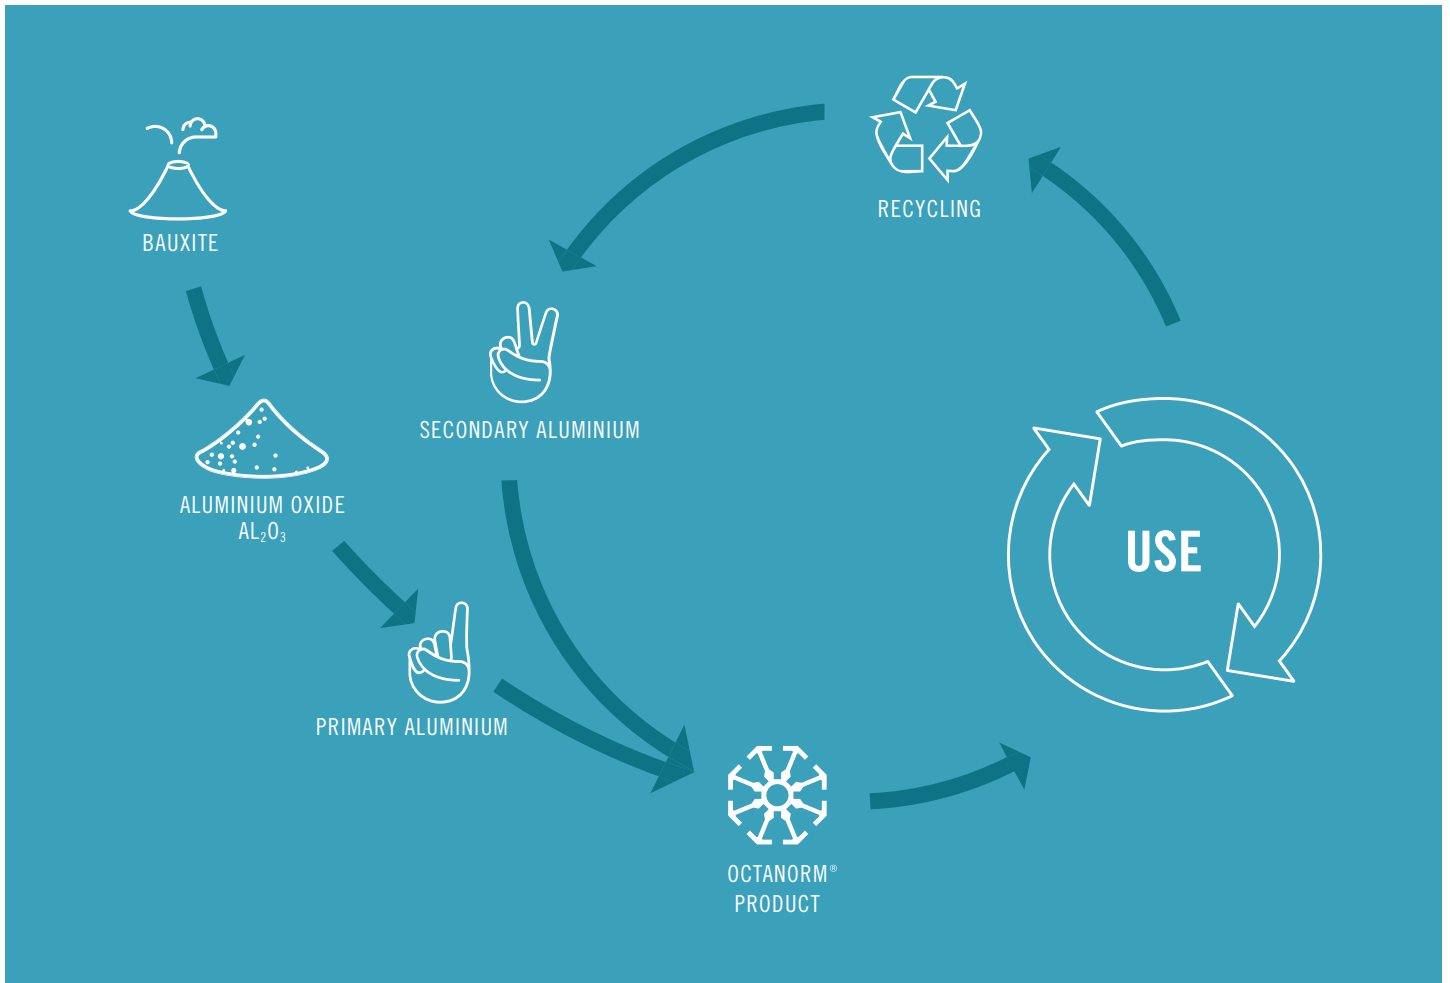 RECYCLING
BAUXITE
SECONDARY ALUMINIUM
ALUMINIUM OXIDE
AL₂O₃
USE
PRIMARY ALUMINIUM
OCTANORM®
PRODUCT